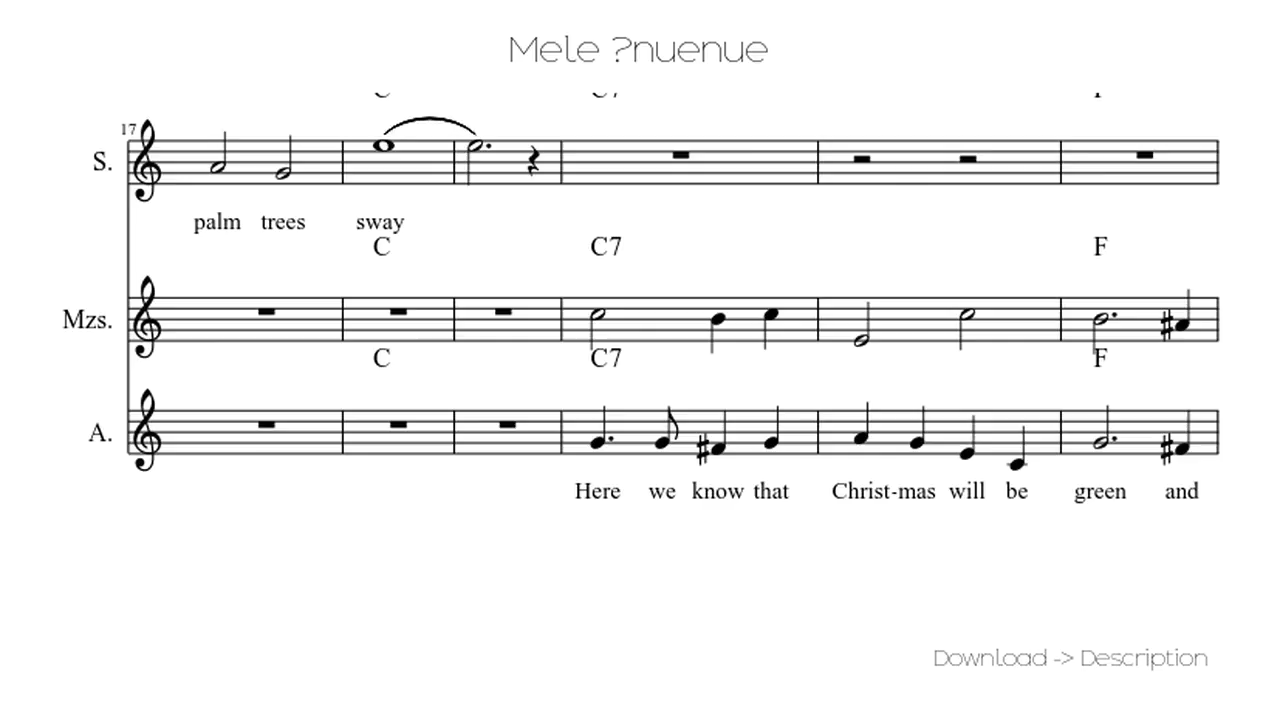 Mele ?nuenue
17
S.
palm trees sway
C C7 F
Mzs.
C C7 F
A.
Here we know that Christ-mas will be green and
Download -> Description